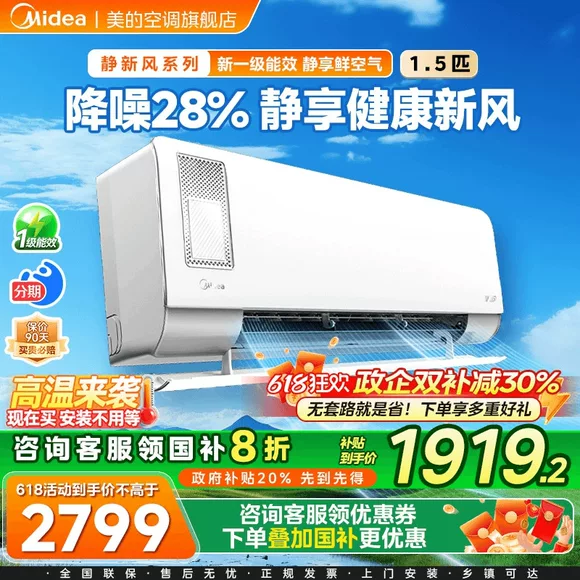 Midea | 美的空调旗舰店
静新风系列 新一级能效 静享鲜空气 1.5匹
降噪28% 静享健康新风
1级能效
分期
保价
90天
买贵必赔
Midea
高温来袭
现在买 安装不用等
618狂欢 政企双补减30%
无套路就是省!下单享多重好礼
咨询客服领国补8折
政府补贴20% 先到先得
补贴
到手价
1919.2
618活动到手价不高于
2799
咨询客服领优惠券
下单叠加国补更优惠
· 全国联保 · 售后无忧 · 正规发票 · 上门安装 · 乡镇可达